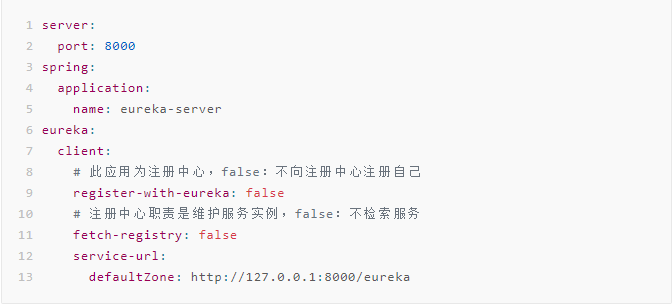 1 server:
2   port: 8000
3 spring:
4   application:
5     name: eureka-server
6 eureka:
7   client:
8     # 此应用为注册中心，false：不向注册中心注册自己
9     register-with-eureka: false
10     # 注册中心职责是维护服务实例，false：不检索服务
11     fetch-registry: false
12     service-url:
13       defaultZone: http://127.0.0.1:8000/eureka